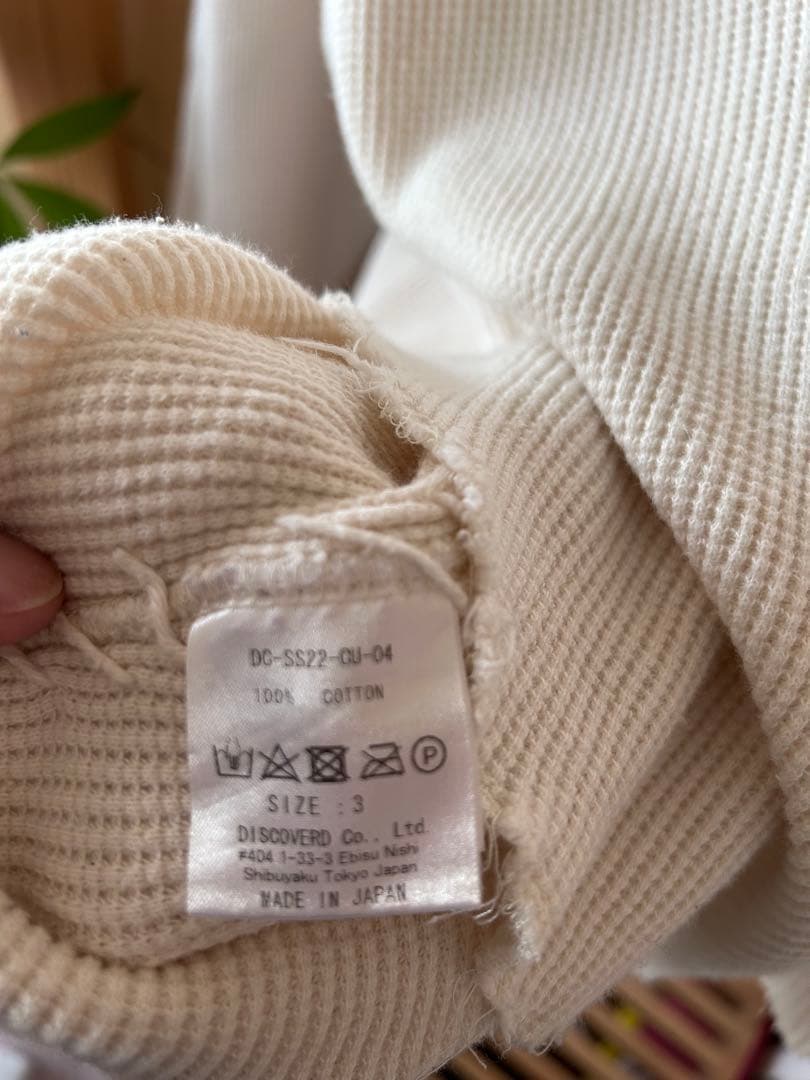 DC-SS22-CU-04
100% COTTON
P
SIZE : 3
DISCOVERD Co., Ltd
#404 1-33-3 Ebisu Nishi
Shibuyaku Tokyo Japan
MADE IN JAPAN